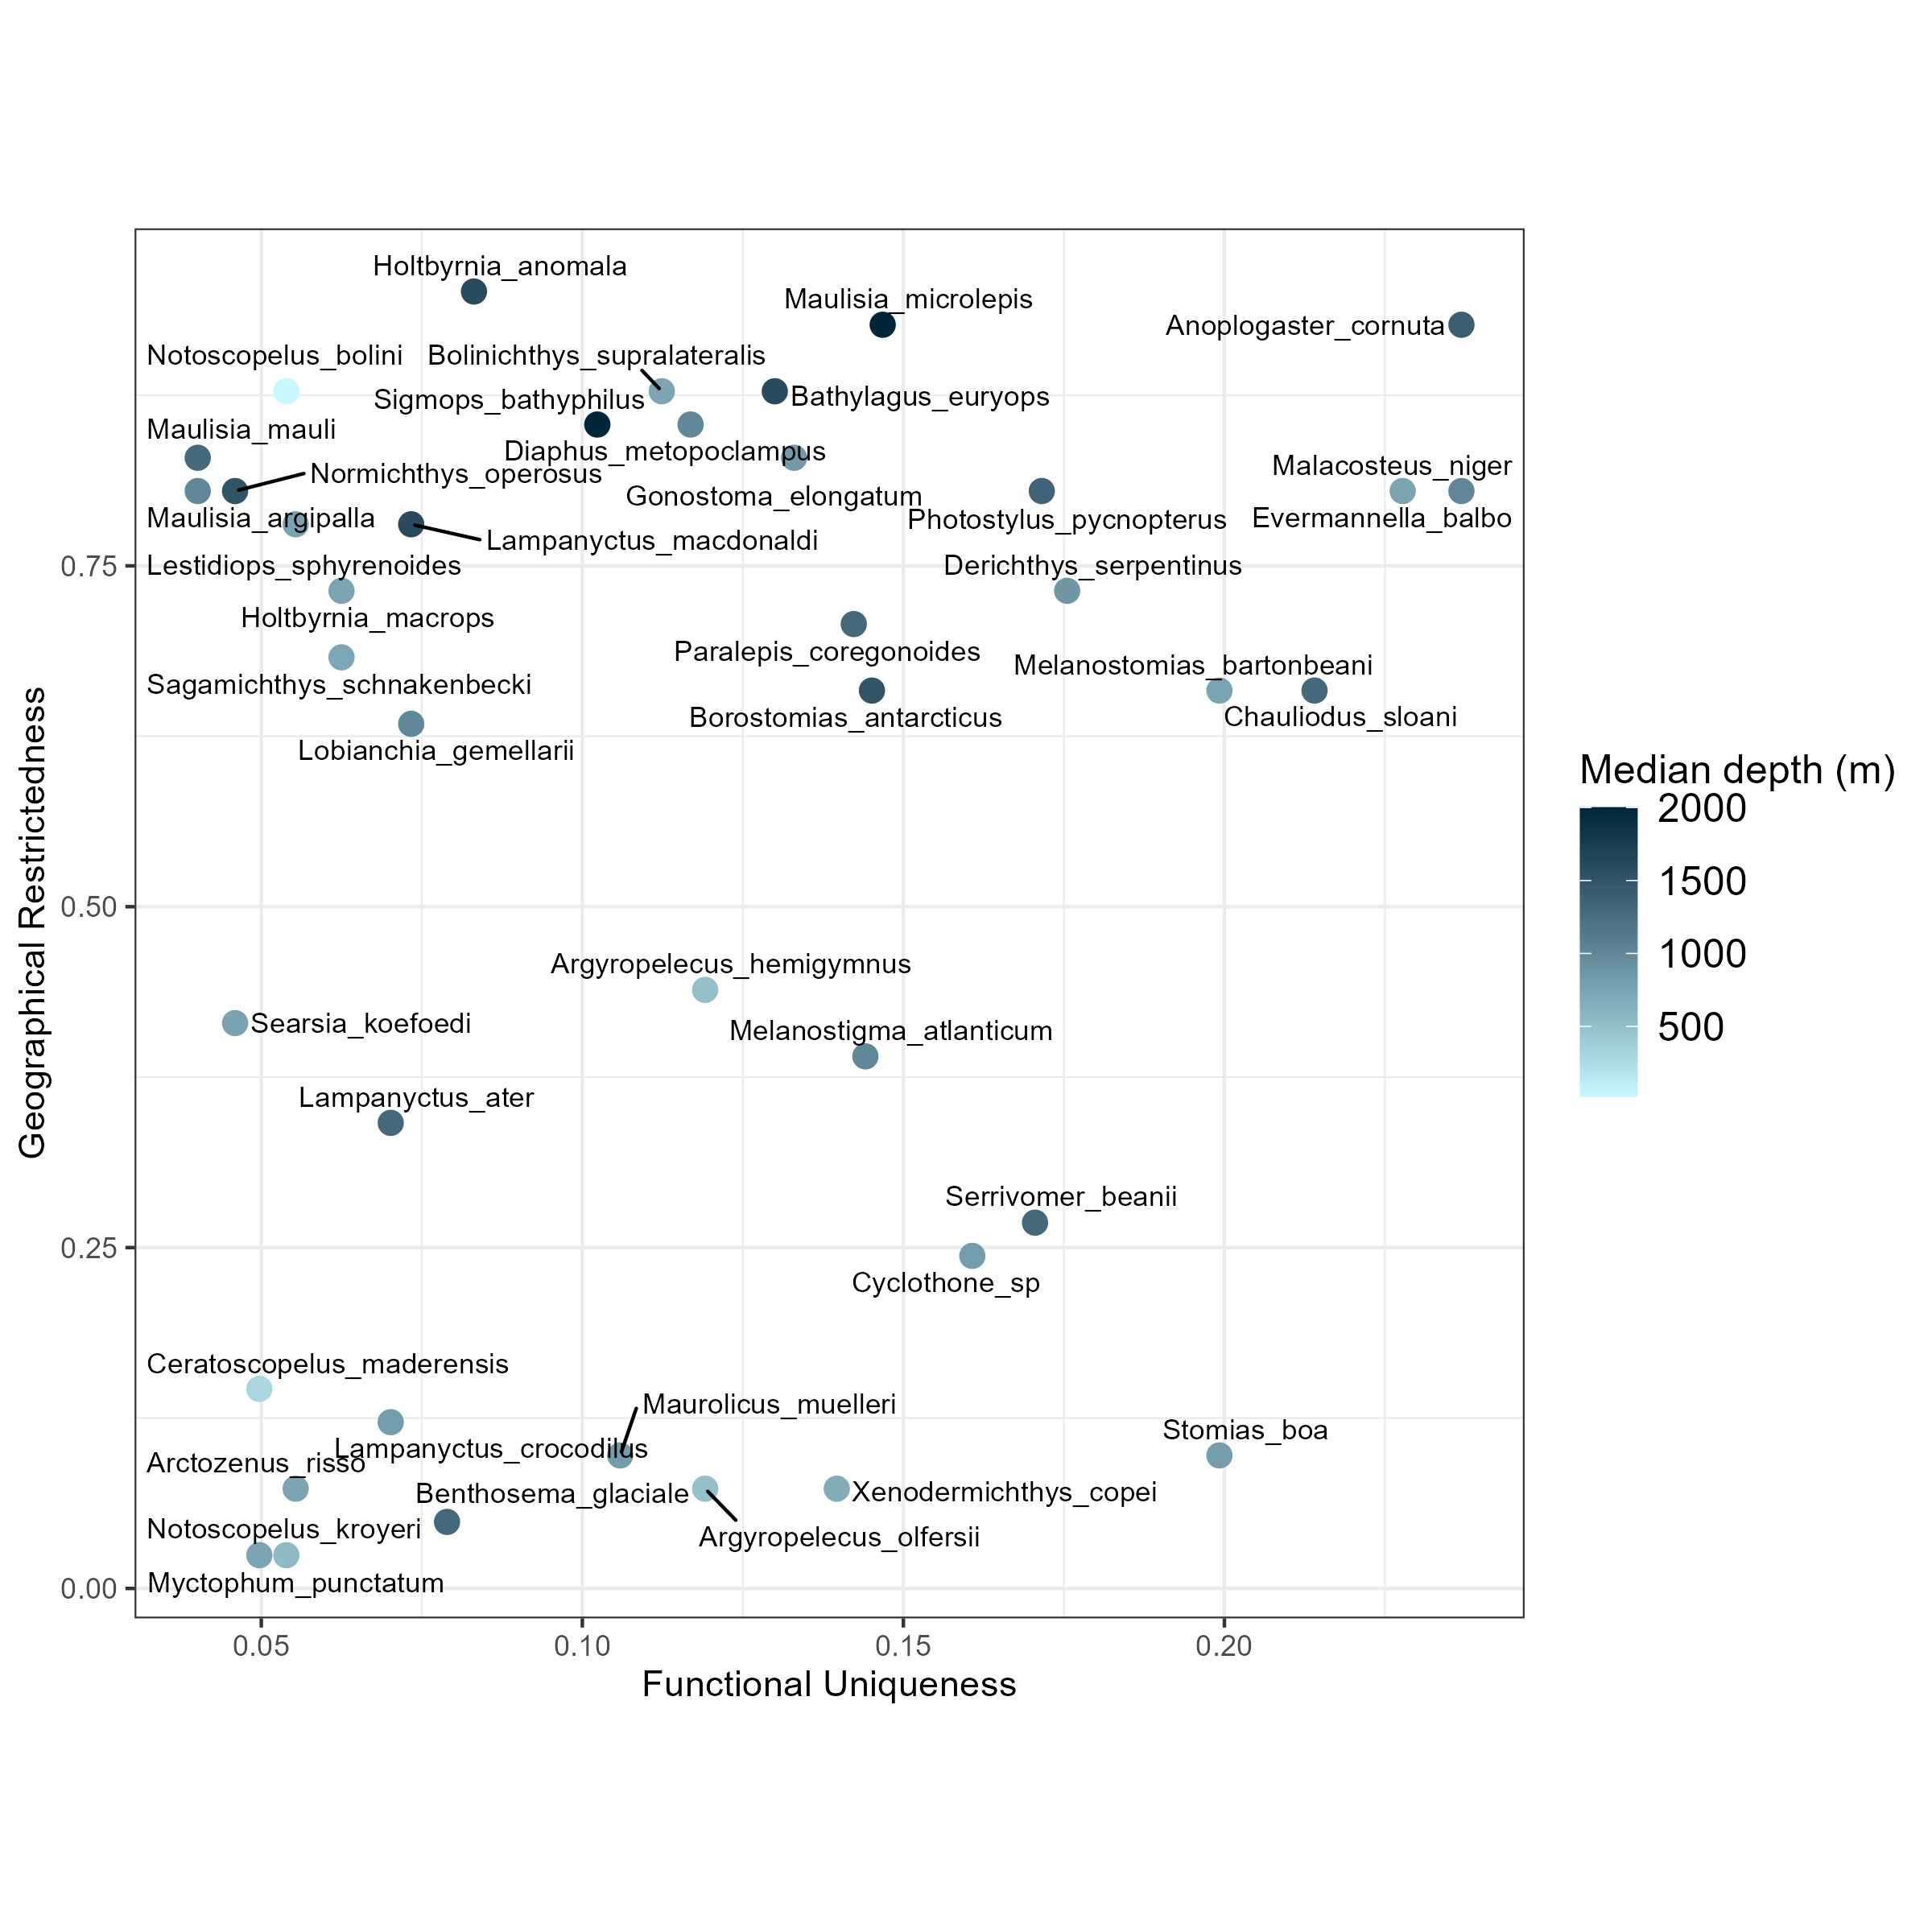 Holtbyrnia_anomala
Maulisia_microlepis
Anoplogaster_cornuta
Notoscopelus_bolini
Bolinichthys_supralateralis
Sigmops_bathyphilus
Bathylagus_euryops
Maulisia_mauli
Diaphus_metopoclampus
Normichthys_operosus
Malacosteus_niger
Gonostoma_elongatum
Maulisia_argipalla
Photostylus_pycnopterus
Evermannella_balbo
Lampanyctus_macdonaldi
Lestidiops_sphyrenoides
Derichthys_serpentinus
Holtbyrnia_macrops
Paralepis_coregonoides
Melanostomias_bartonbeani
Sagamichthys_schnakenbecki
Borostomias_antarcticus
Chauliodus_sloani
Lobianchia_gemellarii
Argyropelecus_hemigymnus
Searsia_koefoedi
Melanostigma_atlanticum
Lampanyctus_ater
Serrivomer_beanii
Cyclothone_sp
Ceratoscopelus_maderensis
Maurolicus_muelleri
Stomias_boa
Lampanyctus_crocodilus
Arctozenus_risso
Benthosema_glaciale
Xenodermichthys_copei
Notoscopelus_kroyeri
Argyropelecus_olfersii
Myctophum_punctatum
0.75
0.50
0.25
0.00
0.05
0.10
0.15
0.20
Functional Uniqueness
Geographical Restrictedness
Median depth (m)
2000
1500
1000
500